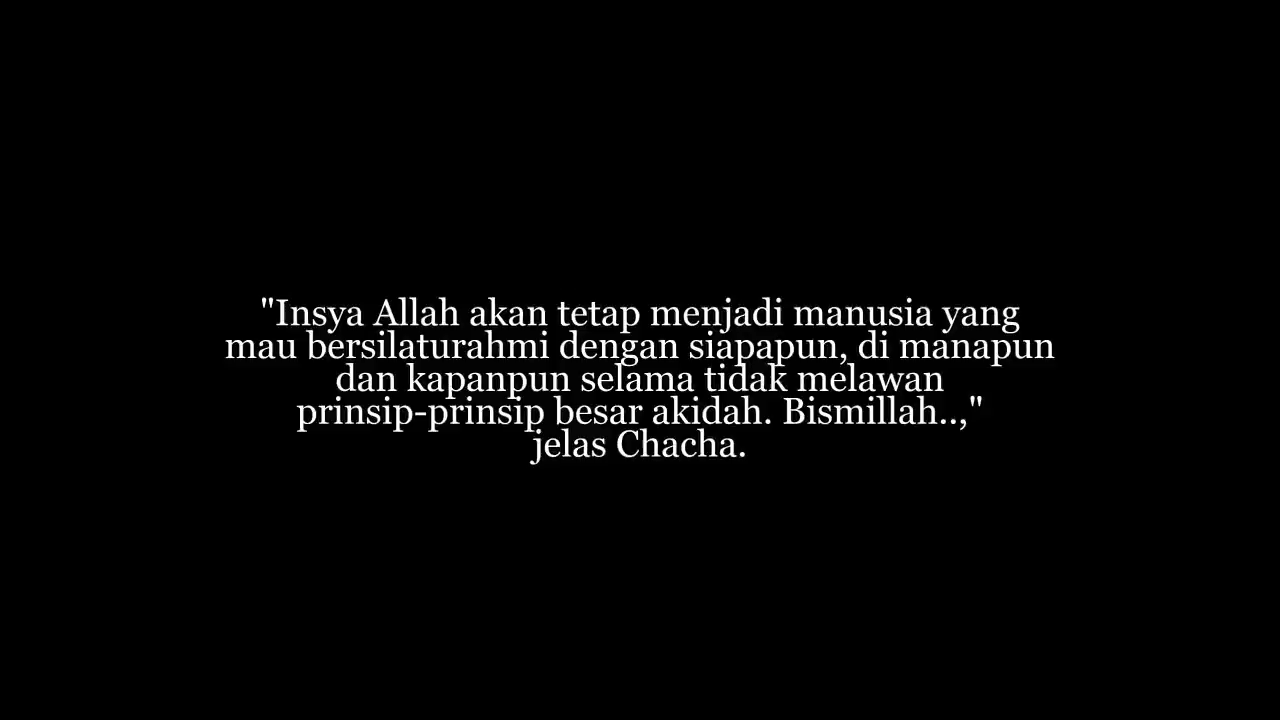 "Insya Allah akan tetap menjadi manusia yang
mau bersilaturahmi dengan siapapun, di manapun
dan kapanpun selama tidak melawan
prinsip-prinsip besar akidah. Bismillah..,"
jelas Chacha.